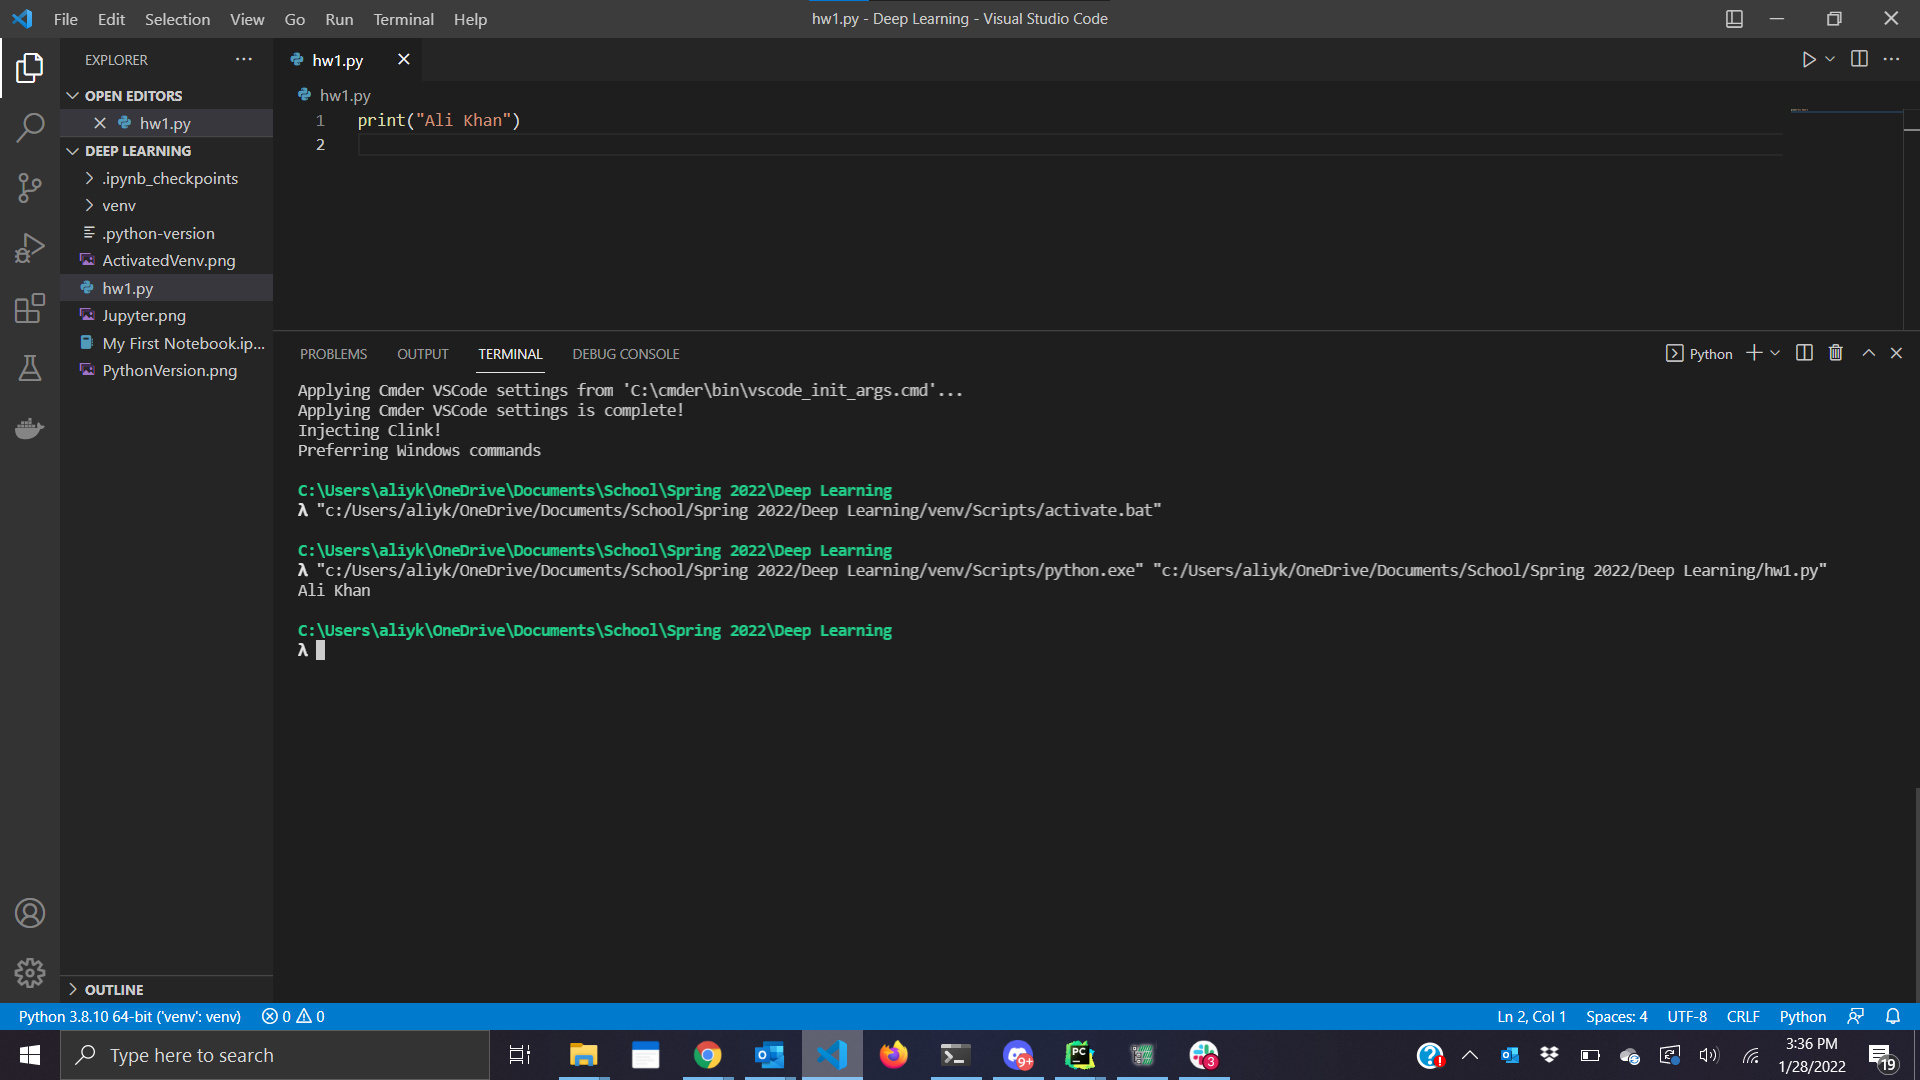 File Edit Selection View Go Run Terminal Help
hw1.py - Deep Learning - Visual Studio Code
EXPLORER
OPEN EDITORS
hw1.py
DEEP LEARNING
.ipynb_checkpoints
venv
.python-version
ActivatedVenv.png
hw1.py
Jupyter.png
My First Notebook.ip...
PythonVersion.png
OUTLINE
hw1.py
hw1.py
1 print("Ali Khan")
2
PROBLEMS OUTPUT TERMINAL DEBUG CONSOLE
Python
Applying Cmder VSCode settings from 'C:\cmder\bin\vscode_init_args.cmd'...
Applying Cmder VSCode settings is complete!
Injecting Clink!
Preferring Windows commands
C:\Users\aliyk\OneDrive\Documents\School\Spring 2022\Deep Learning
λ "c:/Users/aliyk/OneDrive/Documents/School/Spring 2022/Deep Learning/venv/Scripts/activate.bat"
C:\Users\aliyk\OneDrive\Documents\School\Spring 2022\Deep Learning
λ "c:/Users/aliyk/OneDrive/Documents/School/Spring 2022/Deep Learning/venv/Scripts/python.exe" "c:/Users/aliyk/OneDrive/Documents/School/Spring 2022/Deep Learning/hw1.py"
Ali Khan
C:\Users\aliyk\OneDrive\Documents\School\Spring 2022\Deep Learning
λ
Python 3.8.10 64-bit ('venv': venv) 0 0
Ln 2, Col 1 Spaces: 4 UTF-8 CRLF Python
Type here to search
PC
9+
3
3:36 PM
1/28/2022
19